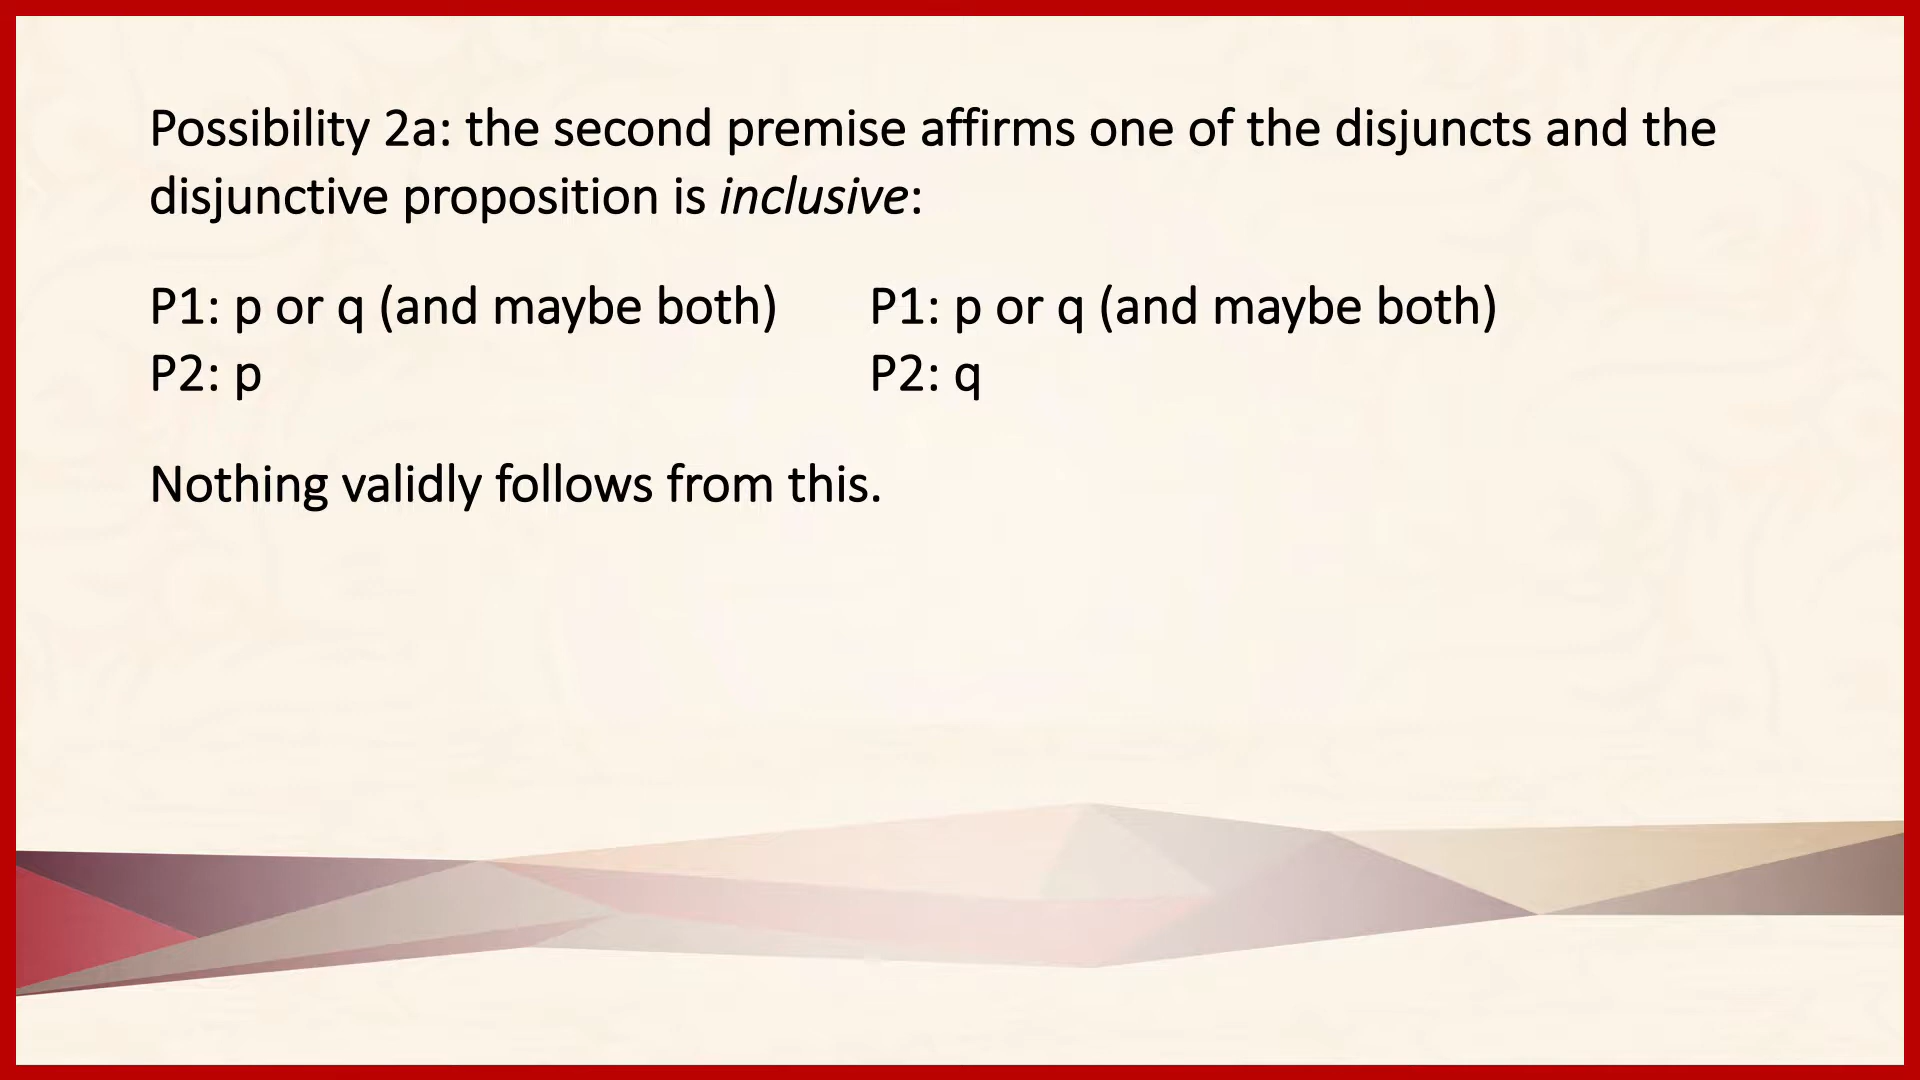 Possibility 2a: the second premise affirms one of the disjuncts and the
disjunctive proposition is inclusive:
P1: p or q (and maybe both) P1: p or q (and maybe both)
P2: p P2: q
Nothing validly follows from this.